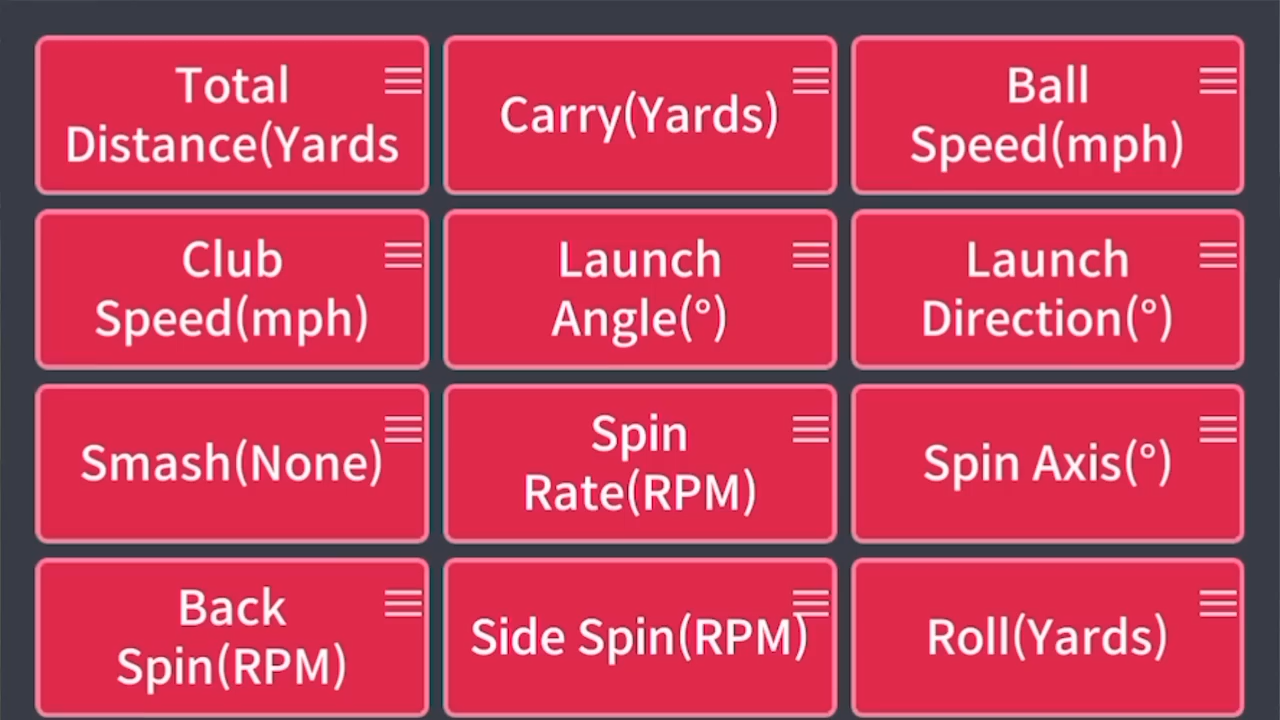 Total
Distance(Yards
Carry(Yards)
Ball
Speed(mph)
Club
Speed(mph)
Launch
Angle(°)
Launch
Direction(°)
Smash(None)
Spin
Rate(RPM)
Spin Axis(°)
Back
Spin(RPM)
Side Spin(RPM)
Roll(Yards)